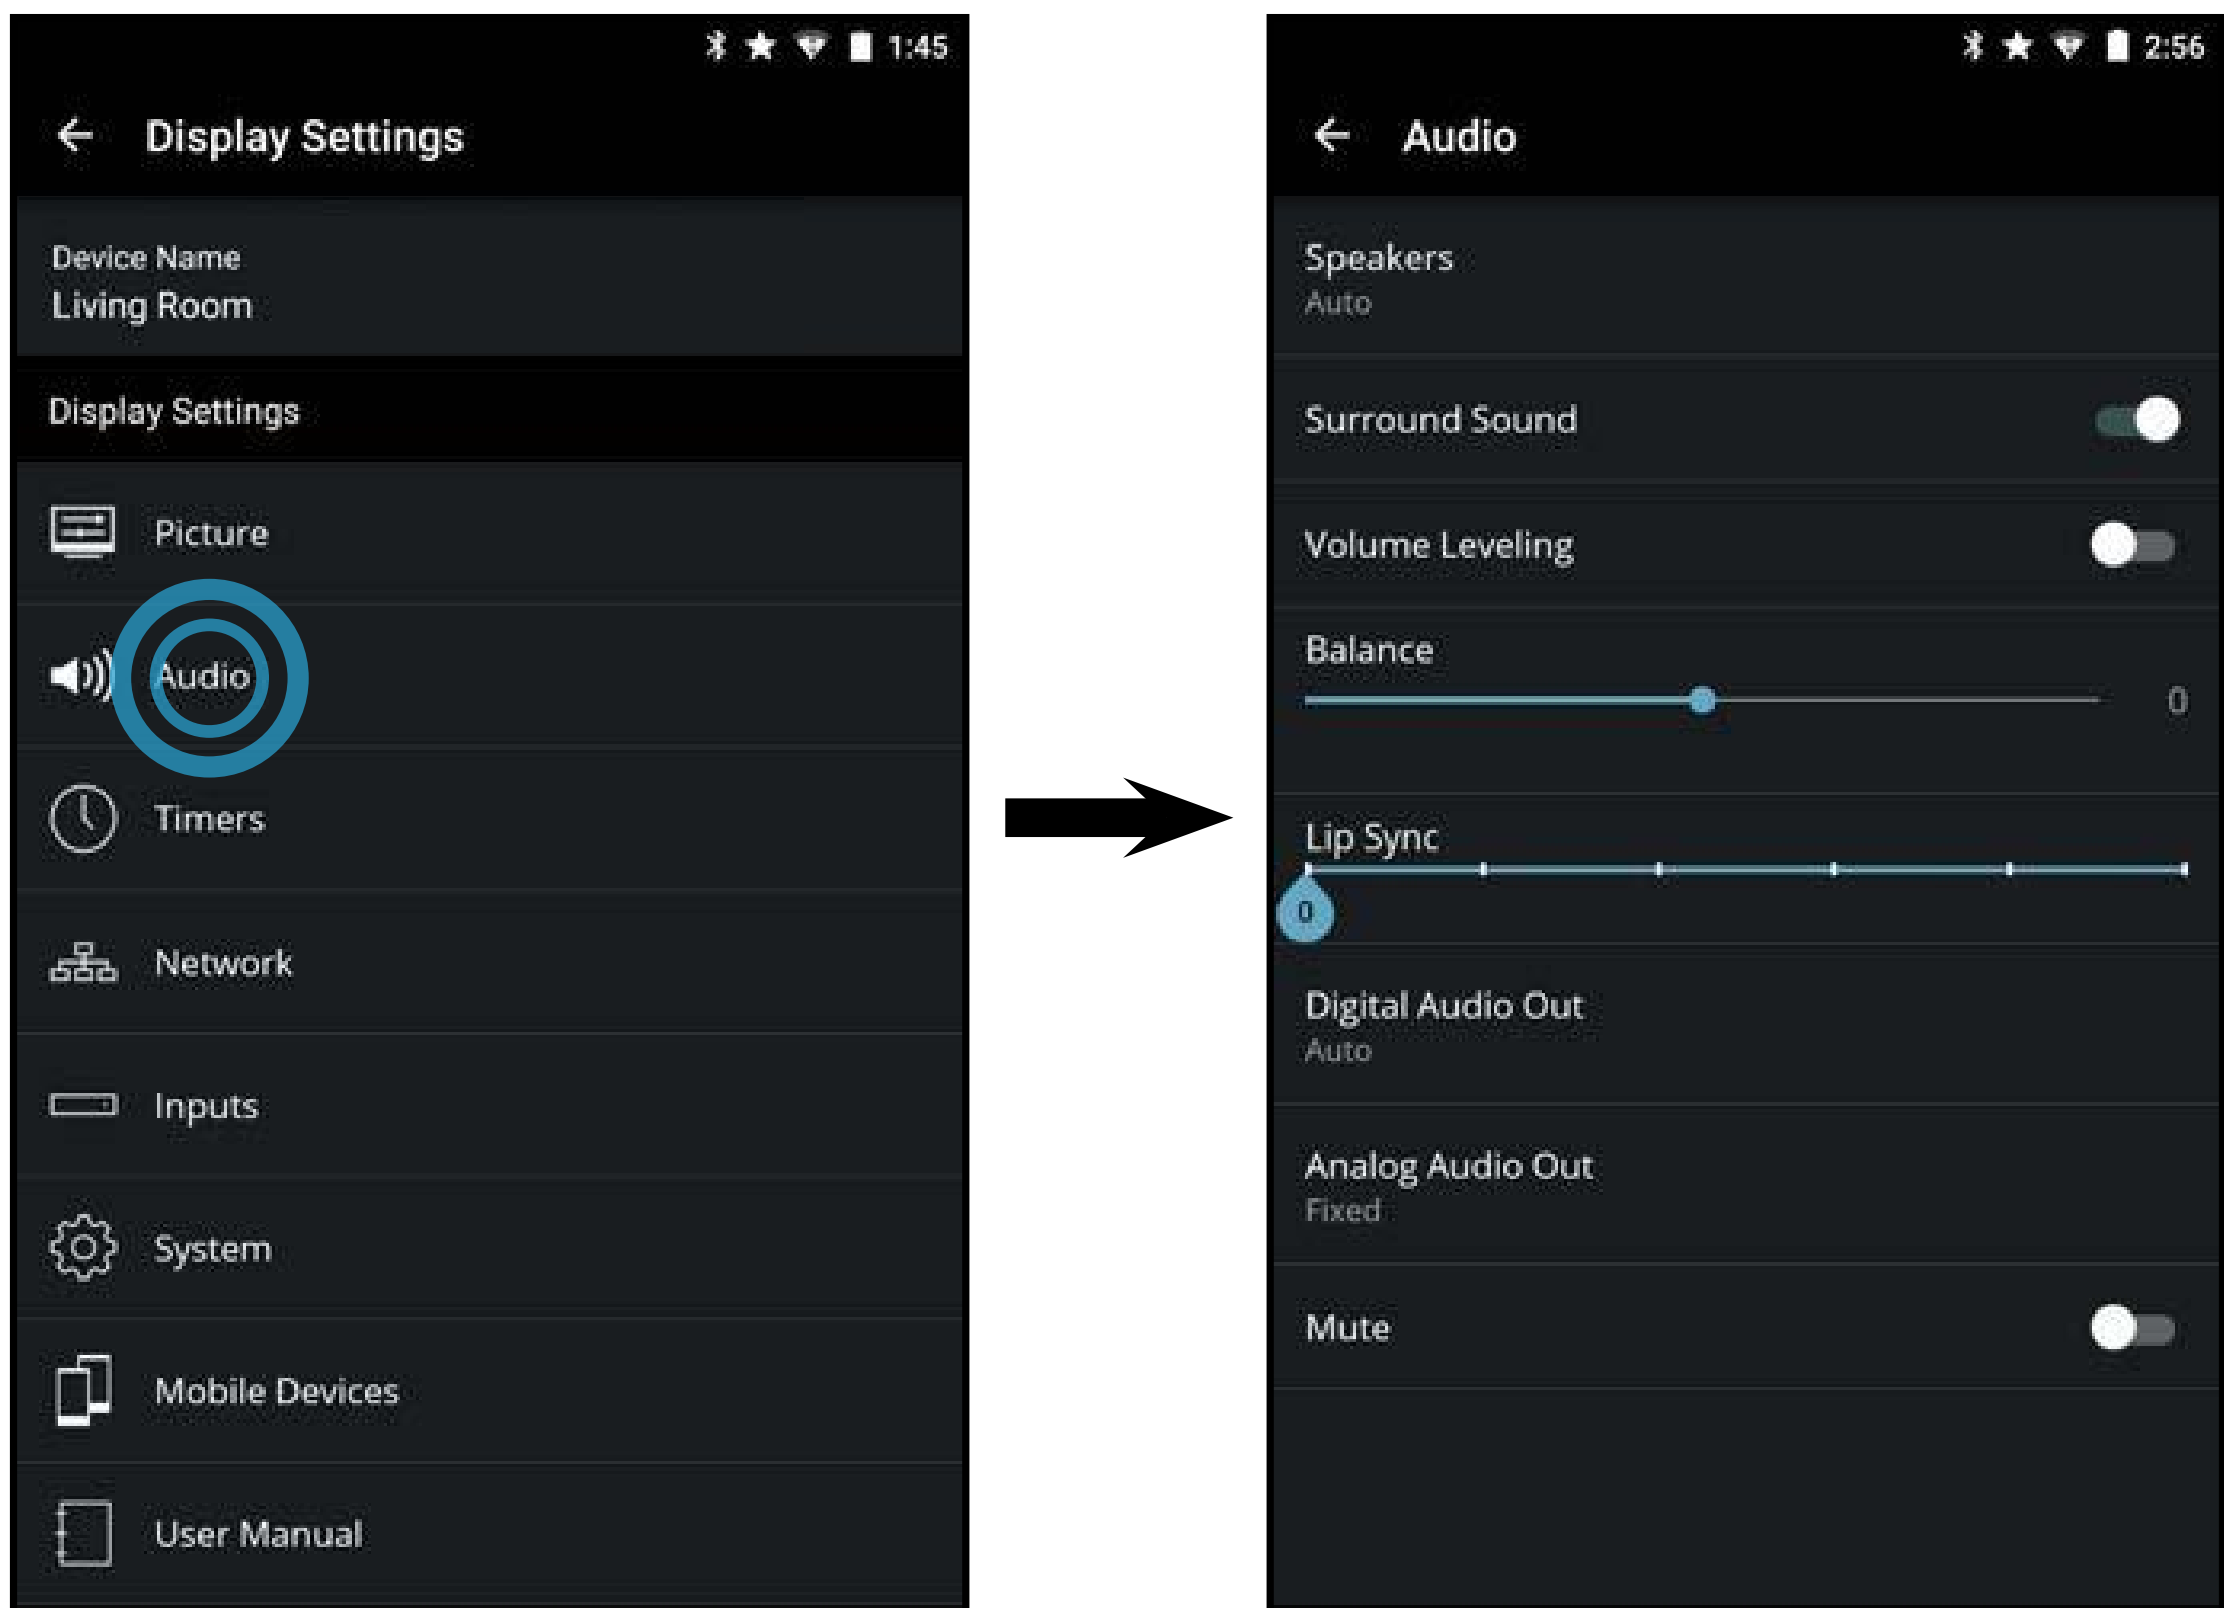 1:45
Display Settings
Device Name
Living Room
Display Settings
Picture
Audio
Timers
Network
Inputs
System
Mobile Devices
User Manual
2:56
Audio
Speakers
Auto
Surround Sound
Volume Leveling
Balance
0
Lip Sync
0
Digital Audio Out
Auto
Analog Audio Out
Fixed
Mute